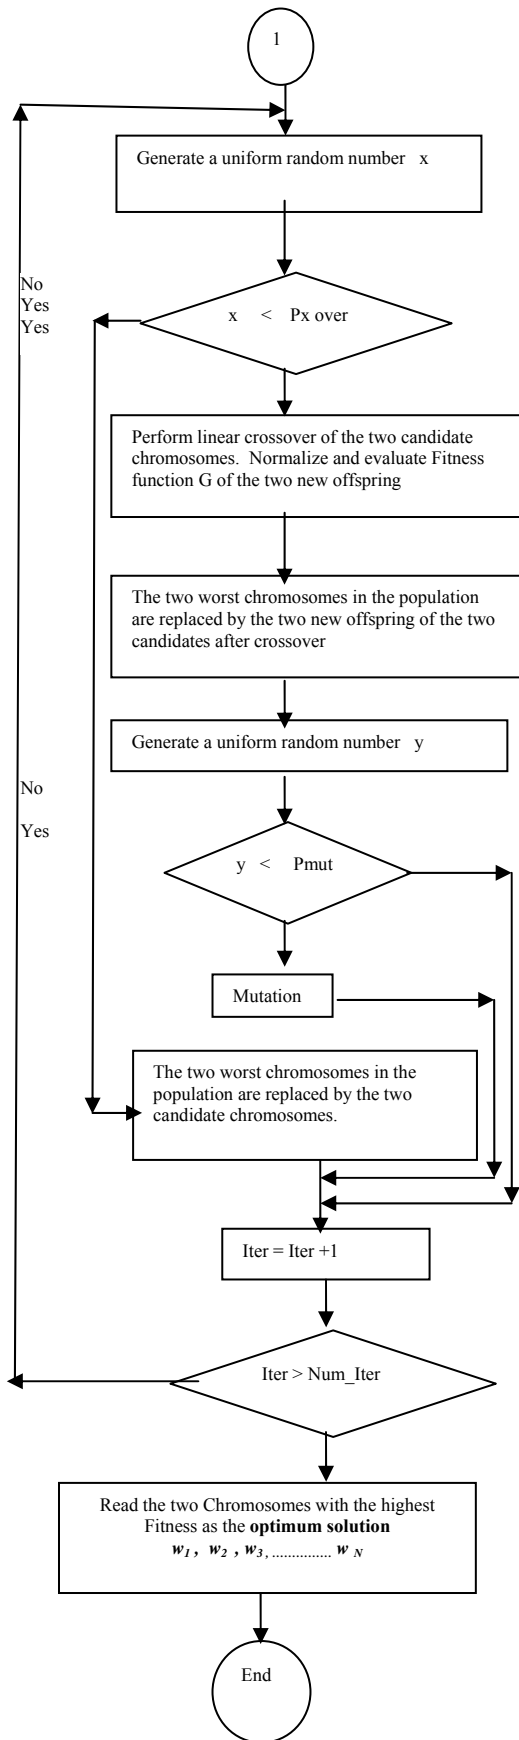 1
Generate a uniform random number x
No
Yes
Yes
x < Px over
Perform linear crossover of the two candidate
chromosomes. Normalize and evaluate Fitness
function G of the two new offspring
The two worst chromosomes in the population
are replaced by the two new offspring of the two
candidates after crossover
Generate a uniform random number y
No
Yes
y < Pmut
Mutation
The two worst chromosomes in the
population are replaced by the two
candidate chromosomes.
Iter = Iter +1
Iter > Num_Iter
Read the two Chromosomes with the highest
Fitness as the optimum solution
w1 , w2 , w3, ............... w N
End